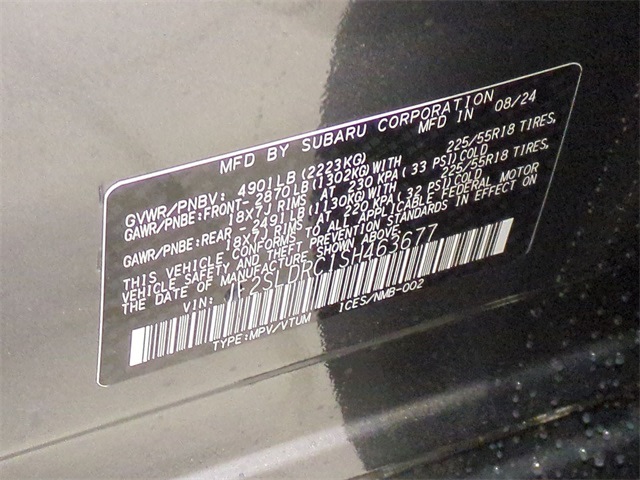 MFD BY SUBARU CORPORATION
MFD IN 08/24
GVWR/PNBV: 4901LB(2223KG)
GAWR/PNBE:FRONT- 2870LB(1302KG)WITH 225/55R18 TIRES,
18X7J RIMS AT 230 KPA (33 PSI)COLD
GAWR/PNBE:REAR - 2491LB(1130KG)WITH 225/55R18 TIRES,
18X7J RIMS AT 220 KPA (32 PSI)COLD
THIS VEHICLE CONFORMS TO ALL APPLICABLE FEDERAL MOTOR
VEHICLE SAFETY AND THEFT PREVENTION STANDARDS IN EFFECT ON
THE DATE OF MANUFACTURE SHOWN ABOVE.
VIN: JF2SLDRC1SH463677
TYPE:MPV/VTUM ICES/NMB-002